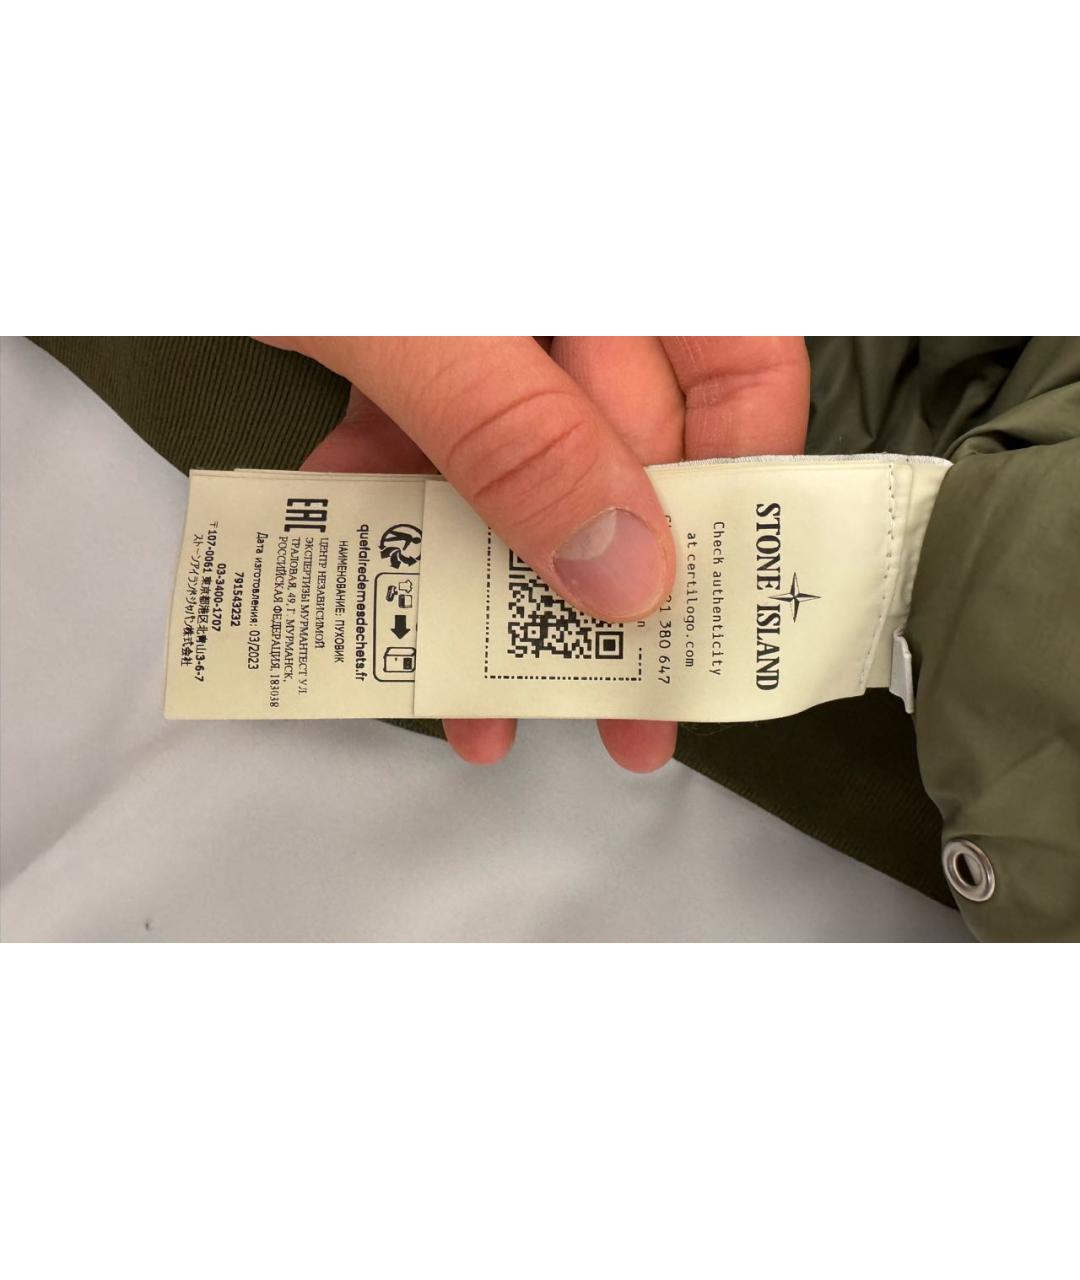 STONE ISLAND
Check authenticity
at certilogo.com
21 380 647
quefairedemesdechets.fr
НАИМЕНОВАНИЕ: ПУХОВИК
EAC
ЦЕНТР НЕЗАВИСИМОЙ
ЭКСПЕРТИЗЫ МУРМАНТЕСТ УЛ.
ТРАЛОВАЯ, 49, Г. МУРМАНСК,
РОССИЙСКАЯ ФЕДЕРАЦИЯ, 183038
Дата изготовления: 03/2023
791543232
03-3400-1707
〒107-0061 東京都港区北青山3-6-7
ストーンアイランドジャパン株式会社